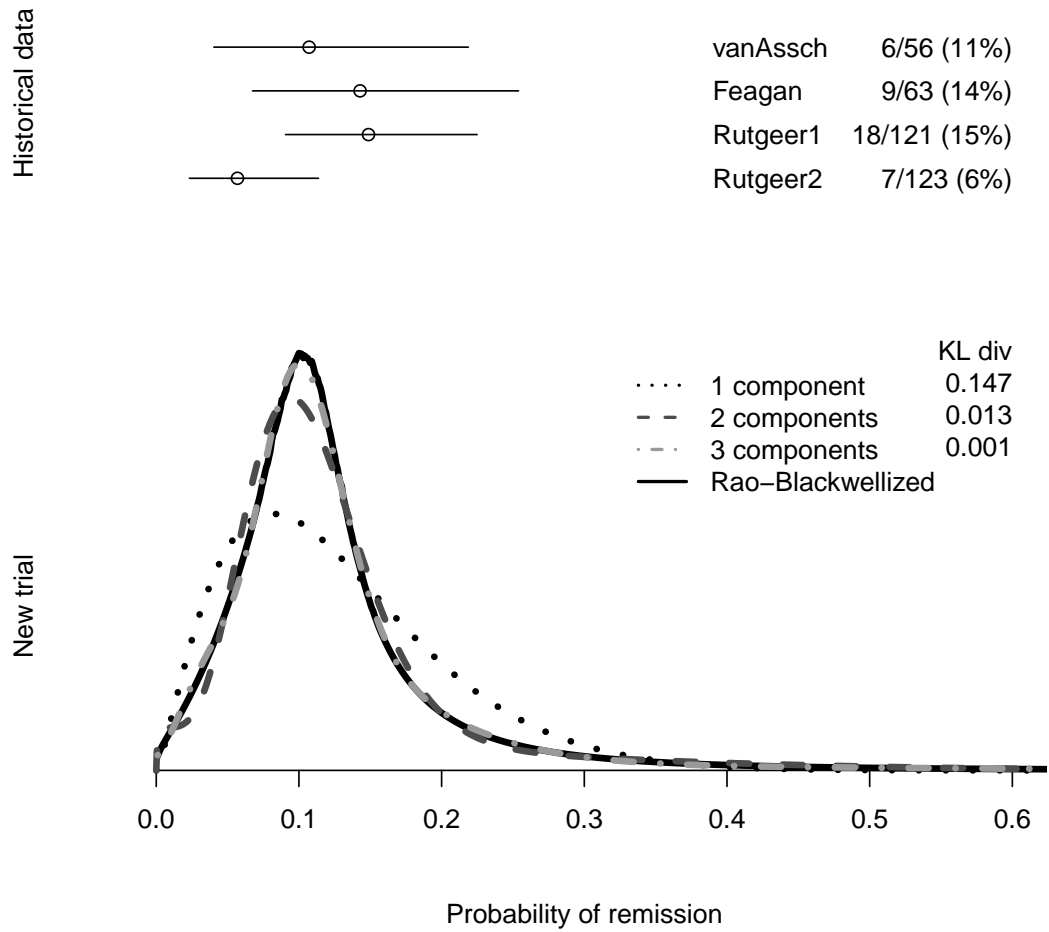 Historical data
vanAssch 6/56 (11%)
Feagan 9/63 (14%)
Rutgeer1 18/121 (15%)
Rutgeer2 7/123 (6%)
New trial
KL div
1 component 0.147
2 components 0.013
3 components 0.001
Rao−Blackwellized
0.0 0.1 0.2 0.3 0.4 0.5 0.6
Probability of remission